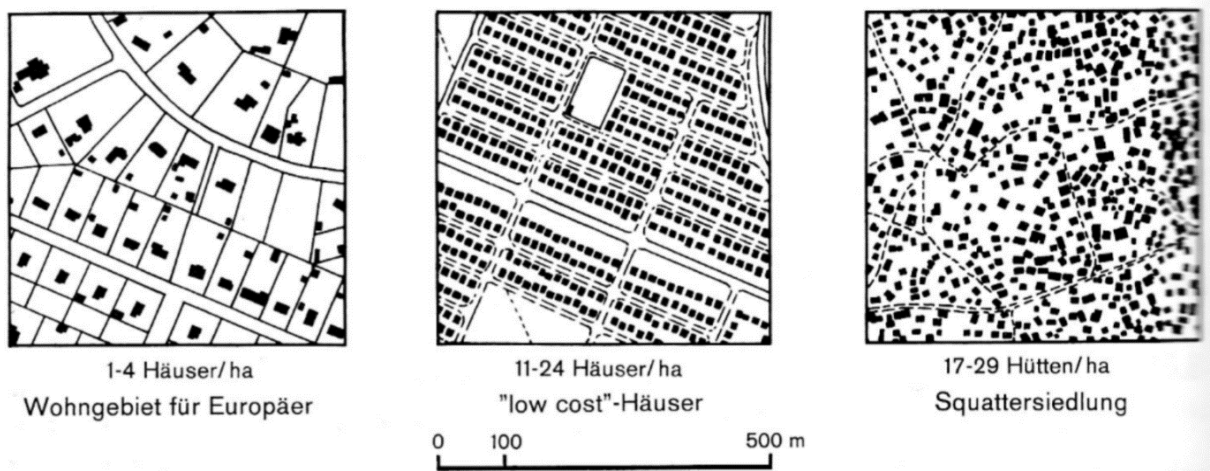 1-4 Häuser/ha
Wohngebiet für Europäer
11-24 Häuser/ha
"low cost"-Häuser
17-29 Hütten/ha
Squattersiedlung
0 100 500 m